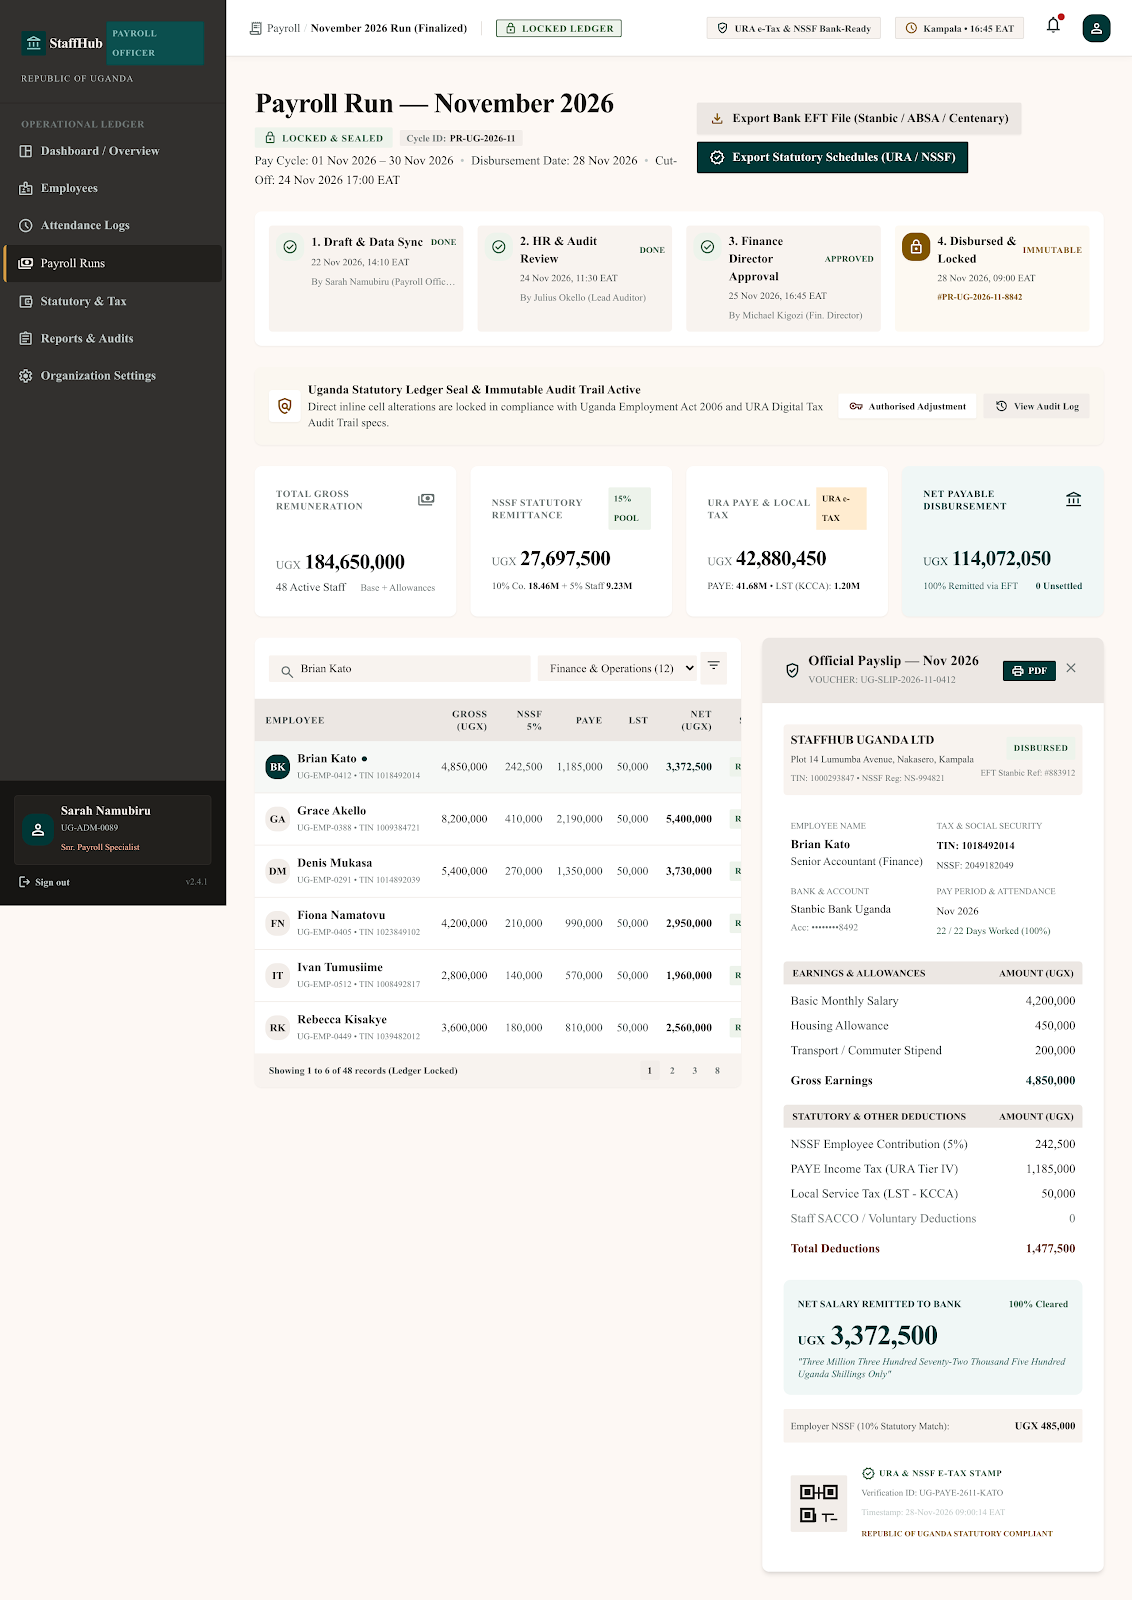 StaffHub
PAYROLL OFFICER
REPUBLIC OF UGANDA
OPERATIONAL LEDGER
Dashboard / Overview
Employees
Attendance Logs
Payroll Runs
Statutory & Tax
Reports & Audits
Organization Settings
Sarah Namubiru
UG-ADM-0089
Snr. Payroll Specialist
Sign out
v2.4.1
Payroll / November 2026 Run (Finalized)
LOCKED LEDGER
URA e-Tax & NSSF Bank-Ready
Kampala • 16:45 EAT
Payroll Run — November 2026
LOCKED & SEALED
Cycle ID: PR-UG-2026-11
Pay Cycle: 01 Nov 2026 – 30 Nov 2026 • Disbursement Date: 28 Nov 2026 • Cut-
Off: 24 Nov 2026 17:00 EAT
Export Bank EFT File (Stanbic / ABSA / Centenary)
Export Statutory Schedules (URA / NSSF)
1. Draft & Data Sync DONE
22 Nov 2026, 14:10 EAT
By Sarah Namubiru (Payroll Offic...
2. HR & Audit
Review
DONE
24 Nov 2026, 11:30 EAT
By Julius Okello (Lead Auditor)
3. Finance
Director
Approval
APPROVED
25 Nov 2026, 16:45 EAT
By Michael Kigozi (Fin. Director)
4. Disbursed &
Locked
IMMUTABLE
28 Nov 2026, 09:00 EAT
#PR-UG-2026-11-8842
Uganda Statutory Ledger Seal & Immutable Audit Trail Active
Direct inline cell alterations are locked in compliance with Uganda Employment Act 2006 and URA Digital Tax
Audit Trail specs.
Authorised Adjustment
View Audit Log
TOTAL GROSS
REMUNERATION
UGX 184,650,000
48 Active Staff Base + Allowances
NSSF STATUTORY
REMITTANCE
15%
POOL
UGX 27,697,500
10% Co. 18.46M + 5% Staff 9.23M
URA PAYE & LOCAL
TAX
URA e-
TAX
UGX 42,880,450
PAYE: 41.68M • LST (KCCA): 1.20M
NET PAYABLE
DISBURSEMENT
UGX 114,072,050
100% Remitted via EFT 0 Unsettled
Brian Kato
Finance & Operations (12)
EMPLOYEE GROSS (UGX) NSSF 5% PAYE LST NET (UGX)
BK Brian Kato ● 4,850,000 242,500 1,185,000 50,000 3,372,500 R
UG-EMP-0412 • TIN 1018492014
GA Grace Akello 8,200,000 410,000 2,190,000 50,000 5,400,000 R
UG-EMP-0388 • TIN 1009384721
DM Denis Mukasa 5,400,000 270,000 1,350,000 50,000 3,730,000 R
UG-EMP-0291 • TIN 1014892039
FN Fiona Namatovu 4,200,000 210,000 990,000 50,000 2,950,000 R
UG-EMP-0405 • TIN 1023849102
IT Ivan Tumusiime 2,800,000 140,000 570,000 50,000 1,960,000 R
UG-EMP-0512 • TIN 1008492817
RK Rebecca Kisakye 3,600,000 180,000 810,000 50,000 2,560,000 R
UG-EMP-0449 • TIN 1039482012
Showing 1 to 6 of 48 records (Ledger Locked)
1 2 3 8
Official Payslip — Nov 2026
VOUCHER: UG-SLIP-2026-11-0412
PDF
STAFFHUB UGANDA LTD
Plot 14 Lumumba Avenue, Nakasero, Kampala
TIN: 1000293847 • NSSF Reg: NS-994821
DISBURSED
EFT Stanbic Ref: #883912
EMPLOYEE NAME
Brian Kato
Senior Accountant (Finance)
TAX & SOCIAL SECURITY
TIN: 1018492014
NSSF: 2049182049
BANK & ACCOUNT
Stanbic Bank Uganda
Acc: ••••••••8492
PAY PERIOD & ATTENDANCE
Nov 2026
22 / 22 Days Worked (100%)
EARNINGS & ALLOWANCES AMOUNT (UGX)
Basic Monthly Salary 4,200,000
Housing Allowance 450,000
Transport / Commuter Stipend 200,000
Gross Earnings 4,850,000
STATUTORY & OTHER DEDUCTIONS AMOUNT (UGX)
NSSF Employee Contribution (5%) 242,500
PAYE Income Tax (URA Tier IV) 1,185,000
Local Service Tax (LST - KCCA) 50,000
Staff SACCO / Voluntary Deductions 0
Total Deductions 1,477,500
NET SALARY REMITTED TO BANK 100% Cleared
UGX 3,372,500
"Three Million Three Hundred Seventy-Two Thousand Five Hundred
Uganda Shillings Only"
Employer NSSF (10% Statutory Match): UGX 485,000
URA & NSSF E-TAX STAMP
Verification ID: UG-PAYE-2611-KATO
Timestamp: 28-Nov-2026 09:00:14 EAT
REPUBLIC OF UGANDA STATUTORY COMPLIANT